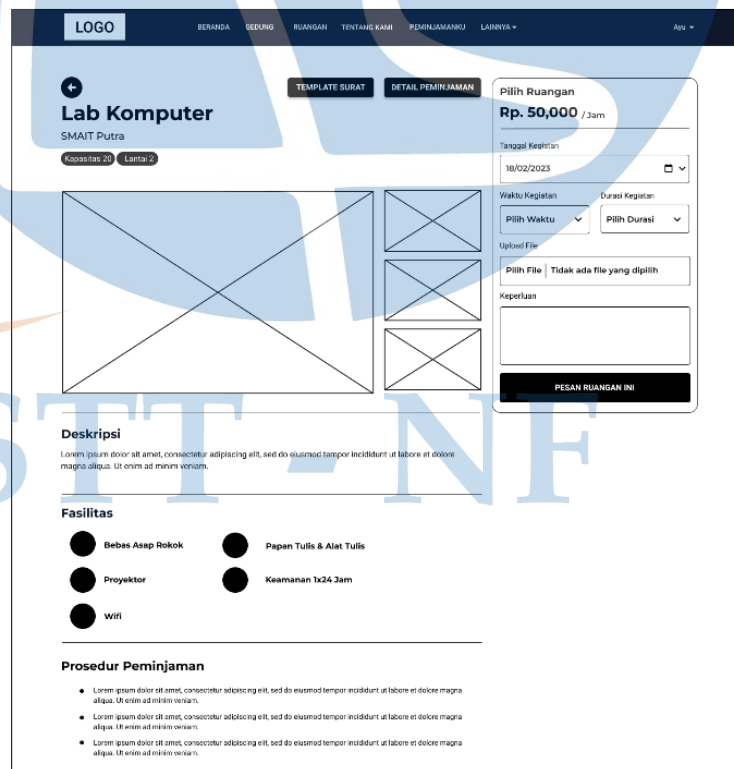 LOGO
BERANDA GEDUNG RUANGAN TENTANG KAMI PEMINJAMANKU LAINNYA
Ayu
TEMPLATE SURAT DETAIL PEMINJAMAN
Lab Komputer
SMAIT Putra
Kapasitas 20 Lantai 2
Pilih Ruangan
Rp. 50,000 / Jam
Tanggal Kegiatan
18/02/2023
Waktu Kegiatan Durasi Kegiatan
Pilih Waktu Pilih Durasi
Upload File
Pilih File Tidak ada file yang dipilih
Keperluan
PESAN RUANGAN INI
Deskripsi
Lorem ipsum dolor sit amet, consectetur adipiscing elit, sed do eiusmod tempor incididunt ut labore et dolore
magna aliqua. Ut enim ad minim veniam.
STT - NF
Fasilitas
Bebas Asap Rokok Papan Tulis & Alat Tulis
Proyektor Keamanan 1x24 Jam
Wifi
Prosedur Peminjaman
Lorem ipsum dolor sit amet, consectetur adipiscing elit, sed do eiusmod tempor incididunt ut labore et dolore magna
aliqua. Ut enim ad minim veniam.
Lorem ipsum dolor sit amet, consectetur adipiscing elit, sed do eiusmod tempor incididunt ut labore et dolore magna
aliqua. Ut enim ad minim veniam.
Lorem ipsum dolor sit amet, consectetur adipiscing elit, sed do eiusmod tempor incididunt ut labore et dolore magna
aliqua. Ut enim ad minim veniam.